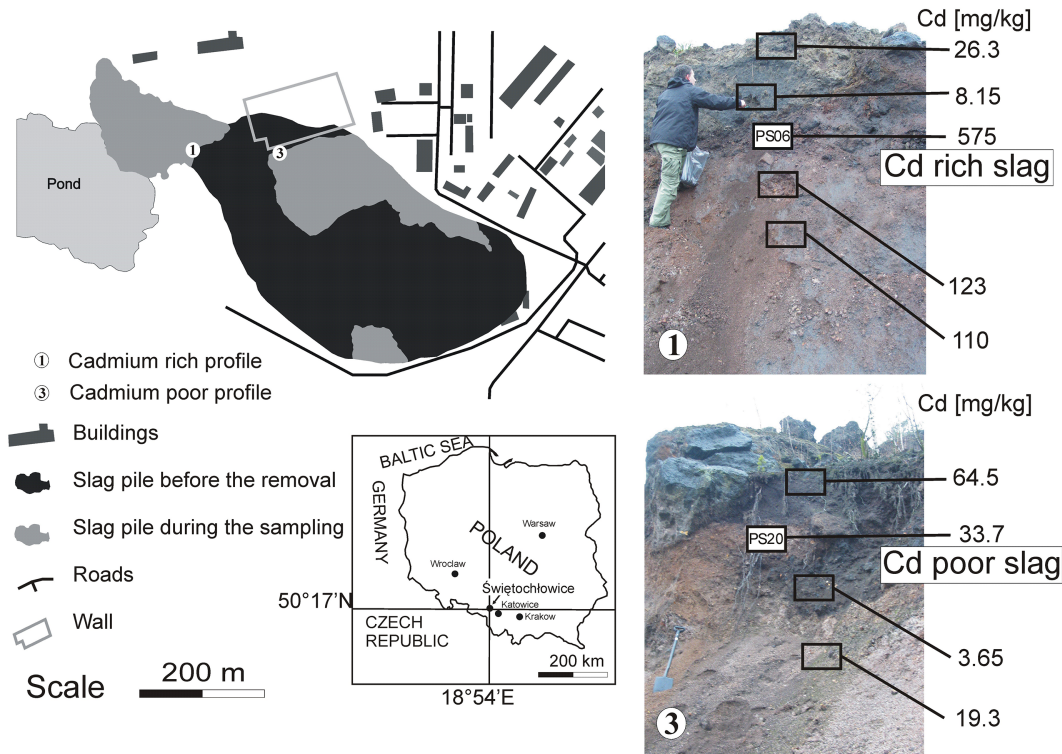 Pond
1
3
① Cadmium rich profile
③ Cadmium poor profile
Buildings
Slag pile before the removal
Slag pile during the sampling
Roads
Wall
Scale 200 m
BALTIC SEA
GERMANY
POLAND
Warsaw
Wroclaw
Świętochłowice
Katowice
Krakow
CZECH
REPUBLIC
200 km
50°17'N
18°54'E
Cd [mg/kg]
26.3
8.15
PS06
575
Cd rich slag
123
110
1
Cd [mg/kg]
64.5
PS20
33.7
Cd poor slag
3.65
19.3
3